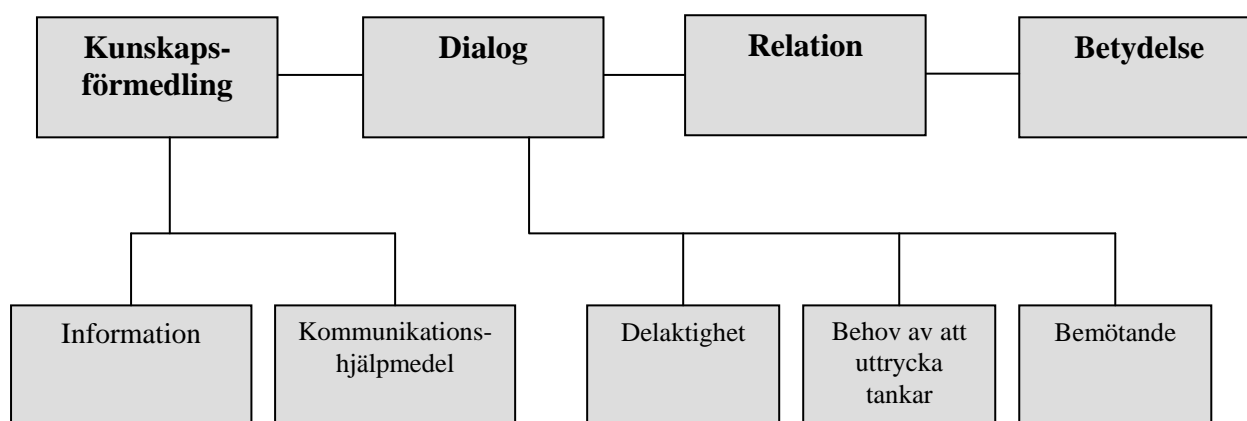 Kunskaps-
förmedling
Dialog
Relation
Betydelse
Information
Kommunikations-
hjälpmedel
Delaktighet
Behov av att
uttrycka
tankar
Bemötande